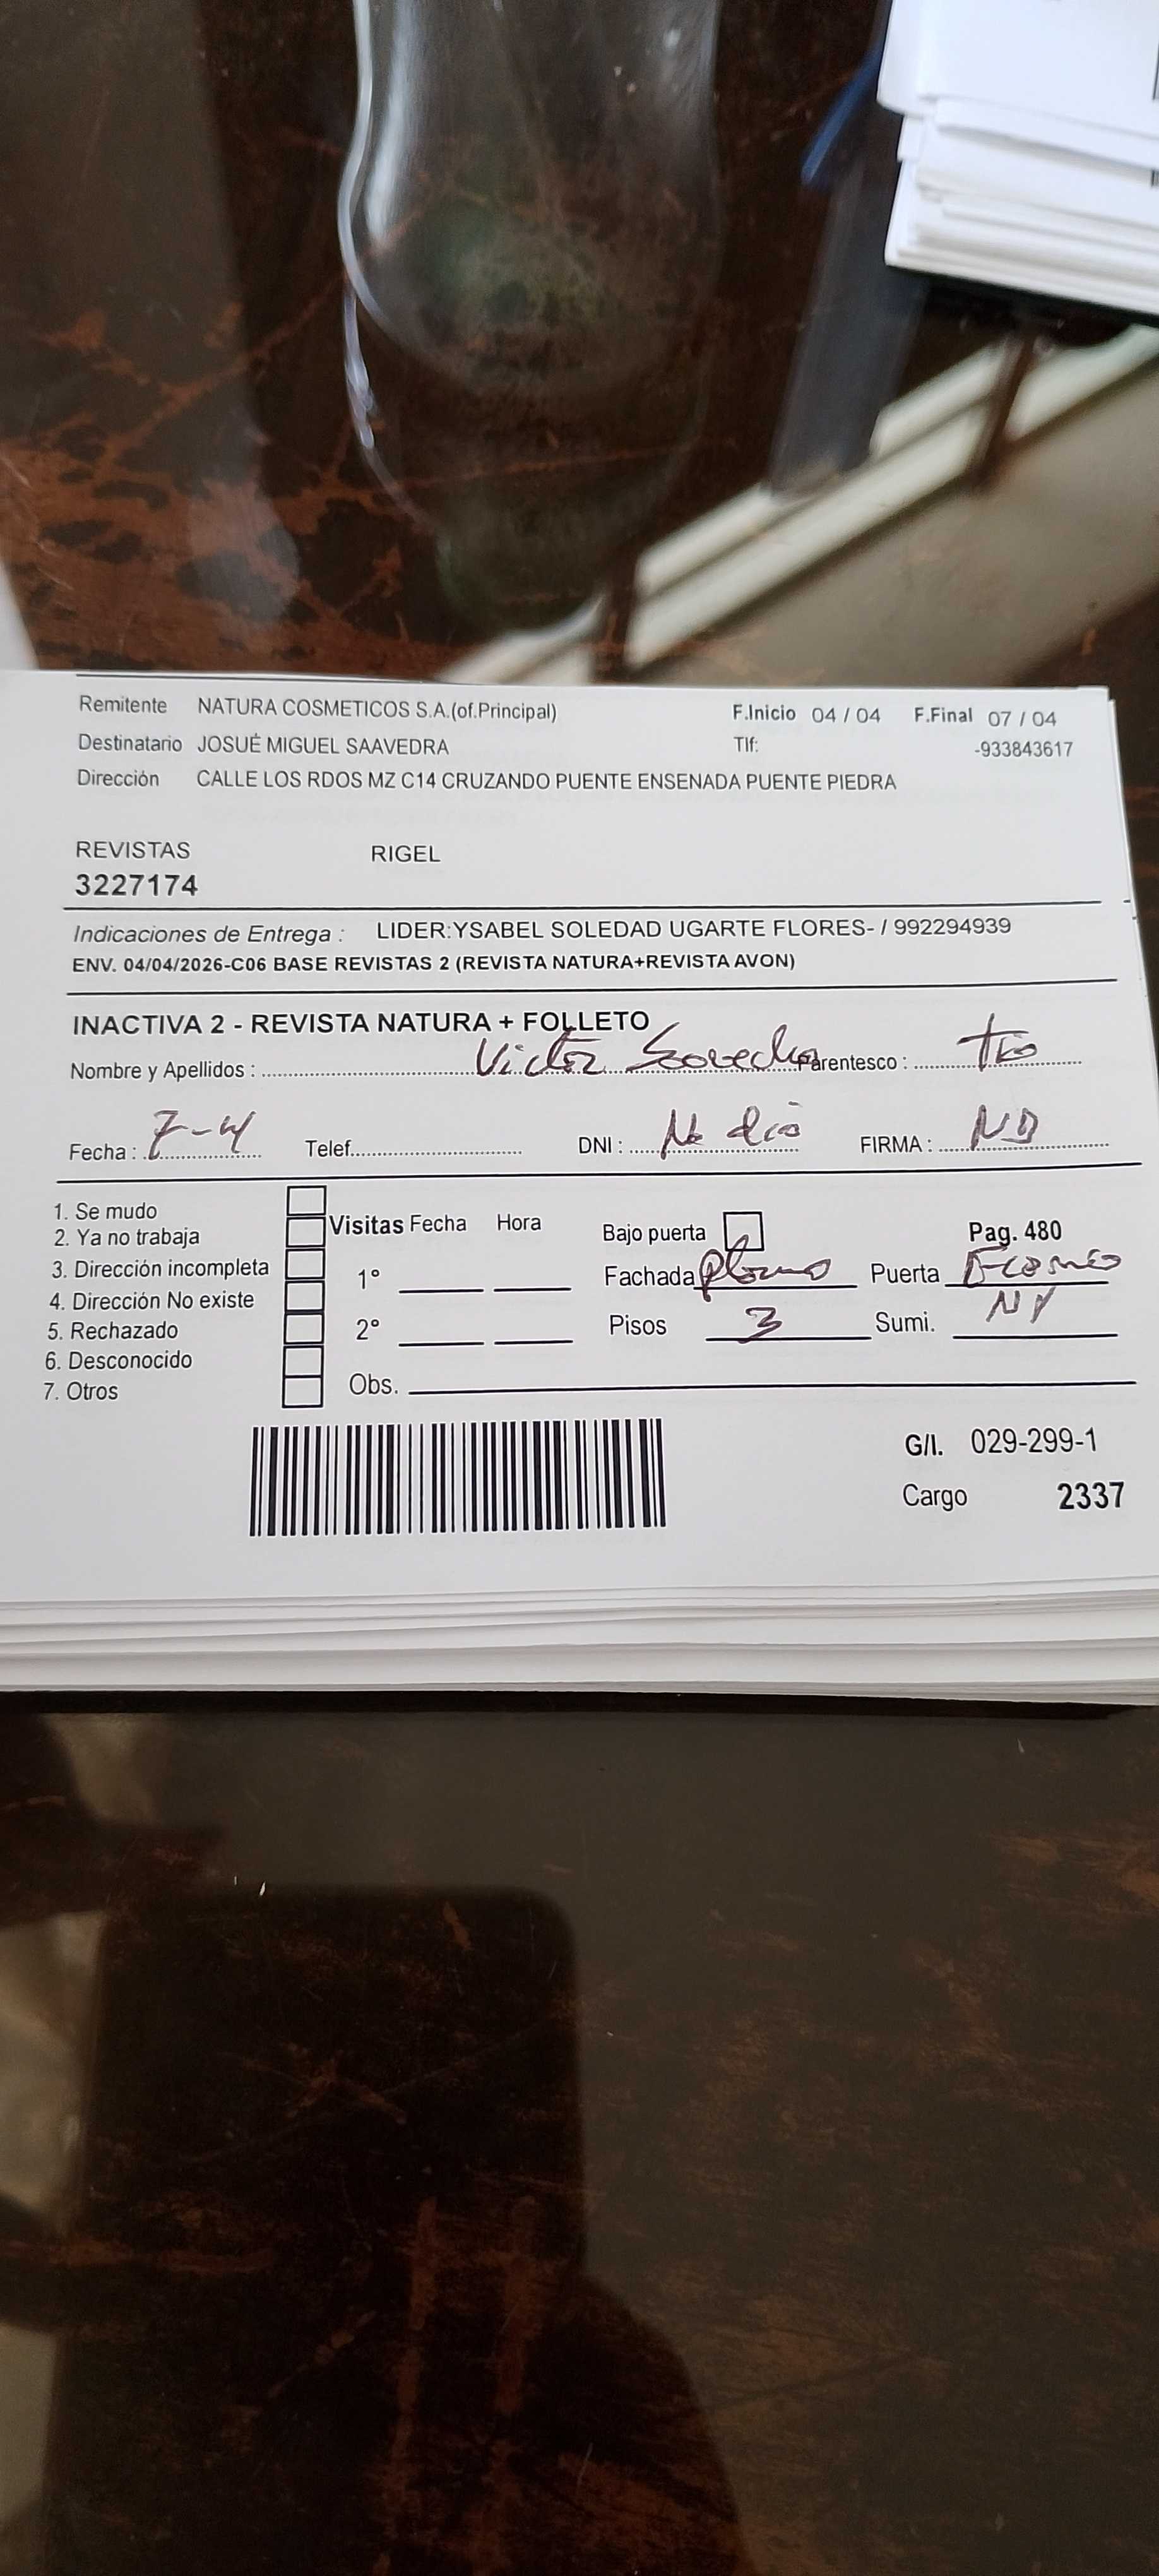 Remitente NATURA COSMETICOS S.A.(of.Principal) F.Inicio 04 / 04 F.Final 07 / 04
Destinatario JOSUÉ MIGUEL SAAVEDRA Tlf: -933843617
Dirección CALLE LOS RDOS MZ C14 CRUZANDO PUENTE ENSENADA PUENTE PIEDRA
REVISTAS RIGEL
3227174
Indicaciones de Entrega : LIDER:YSABEL SOLEDAD UGARTE FLORES- / 992294939
ENV. 04/04/2026-C06 BASE REVISTAS 2 (REVISTA NATURA+REVISTA AVON)
INACTIVA 2 - REVISTA NATURA + FOLLETO
Nombre y Apellidos : Victor Saavedra Parentesco : tío
Fecha : 7-4 Telef. DNI : No dio FIRMA : ND
1. Se mudo
2. Ya no trabaja Visitas Fecha Hora Bajo puerta Pag. 480
3. Dirección incompleta 1° Fachada Plomo Puerta
4. Dirección No existe
5. Rechazado 2° Pisos 3 Sumi.
6. Desconocido
7. Otros Obs.
G/I. 029-299-1
Cargo 2337